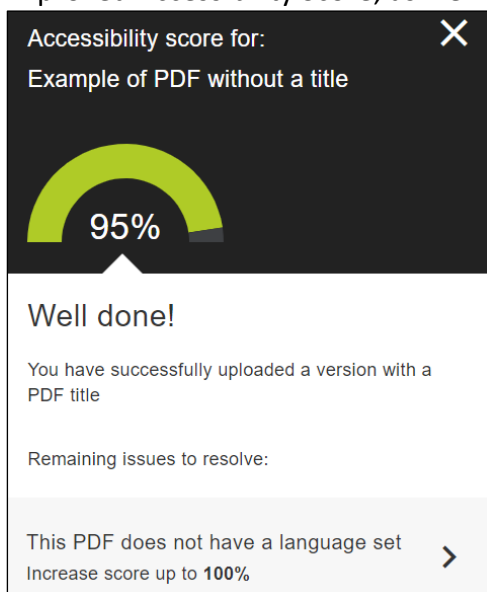 Accessibility score for:
Example of PDF without a title
95%
Well done!
You have successfully uploaded a version with a
PDF title
Remaining issues to resolve:
This PDF does not have a language set
Increase score up to 100%